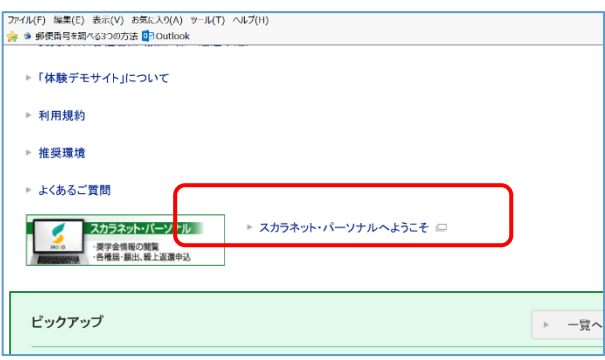 ファイル(F) 編集(E) 表示(V) お気に入り(A) ツール(T) ヘルプ(H)
郵便番号を調べる3つの方法 Outlook
「体験デモサイト」について
利用規約
推奨環境
よくあるご質問
スカラネット・パーソナル
・奨学金情報の閲覧
・各種届・願出、繰上返還申込
スカラネット・パーソナルへようこそ
ピックアップ
一覧へ